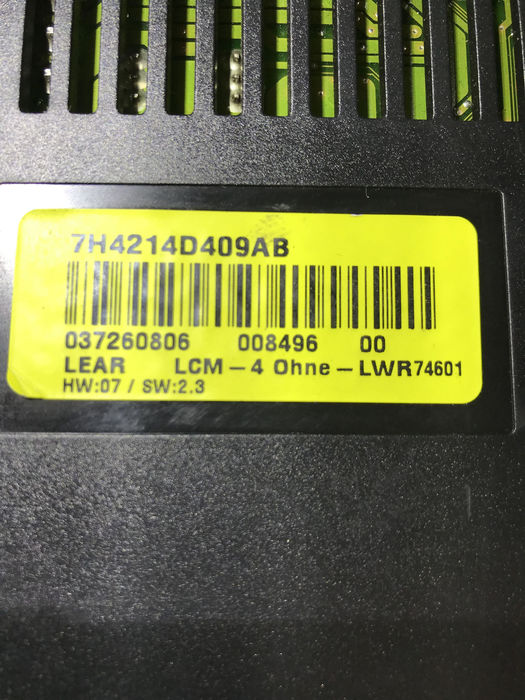 7H4214D409AB
037260806 008496 00
LEAR LCM - 4 Ohne - LWR74601
HW:07 / SW:2.3